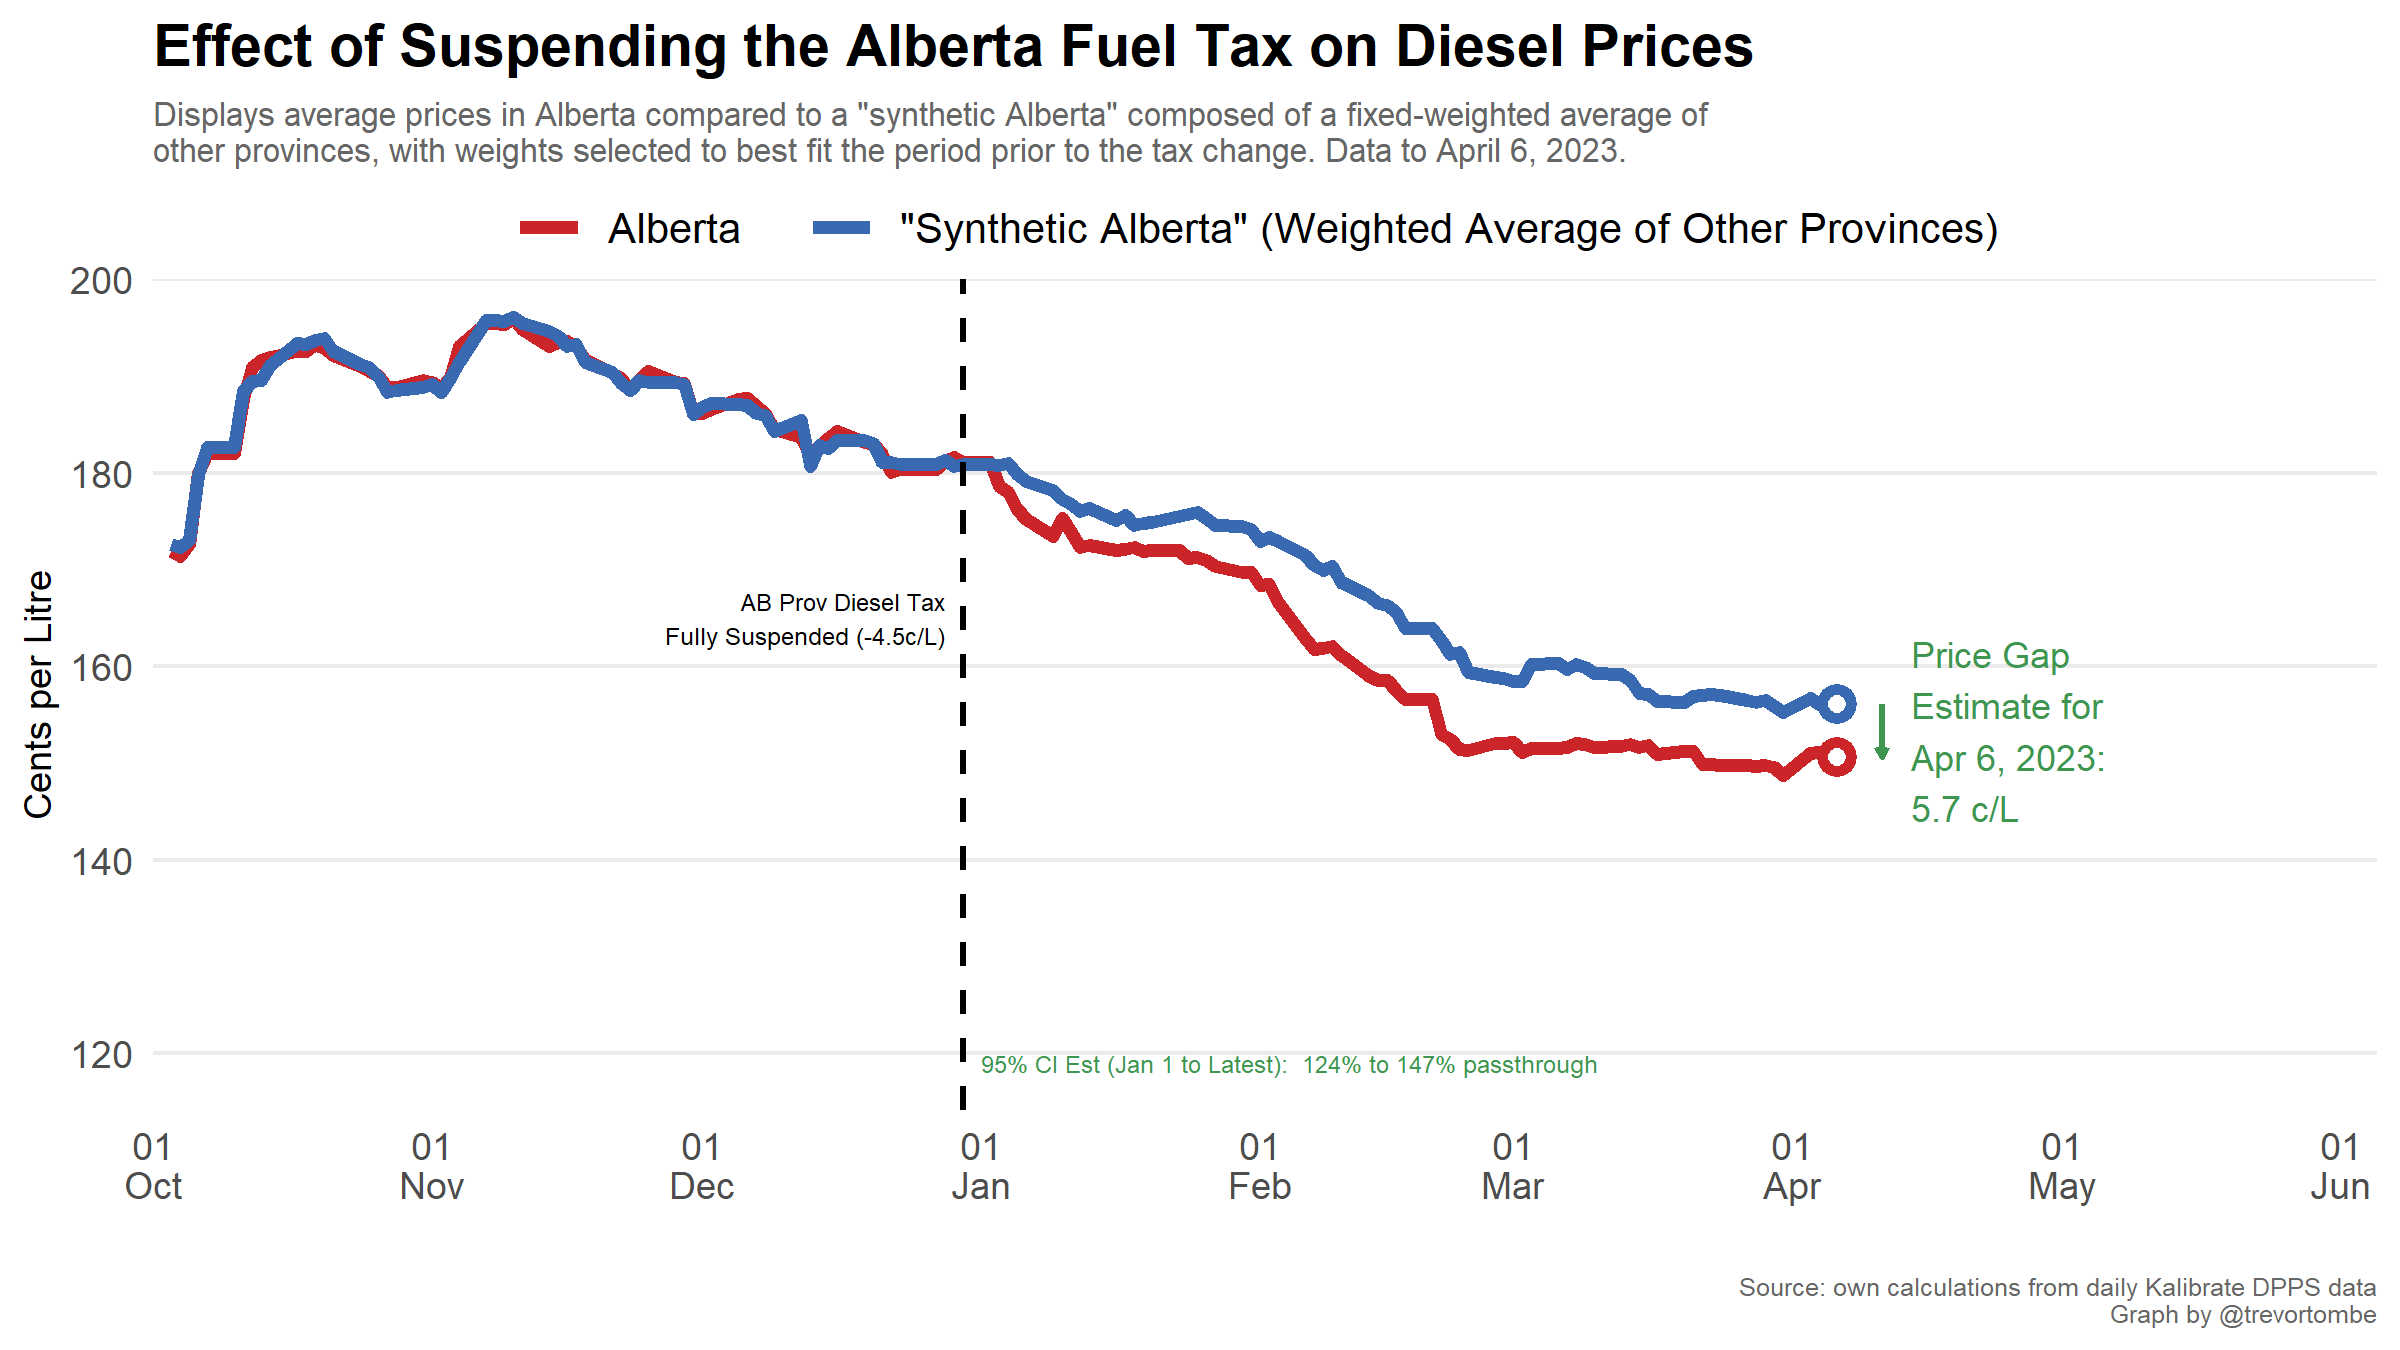 Effect of Suspending the Alberta Fuel Tax on Diesel Prices
Displays average prices in Alberta compared to a "synthetic Alberta" composed of a fixed-weighted average of
other provinces, with weights selected to best fit the period prior to the tax change. Data to April 6, 2023.
Alberta
"Synthetic Alberta" (Weighted Average of Other Provinces)
Cents per Litre
200
180
160
140
120
AB Prov Diesel Tax
Fully Suspended (-4.5c/L)
Price Gap
Estimate for
Apr 6, 2023:
5.7 c/L
95% CI Est (Jan 1 to Latest):  124% to 147% passthrough
01 01 01 01 01 01 01 01 01
Oct Nov Dec Jan Feb Mar Apr May Jun
Source: own calculations from daily Kalibrate DPPS data
Graph by @trevortombe